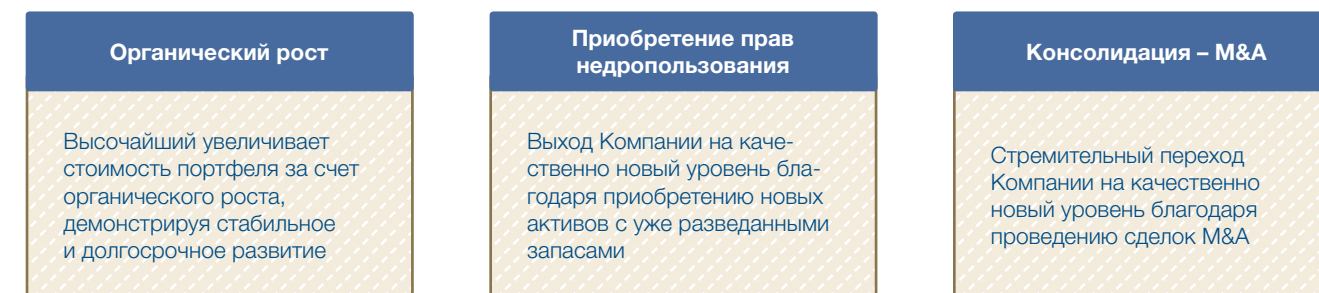 Органический рост
Высочайший увеличивает
стоимость портфеля за счет
органического роста,
демонстрируя стабильное
и долгосрочное развитие
Приобретение прав
недропользования
Выход Компании на каче-
ственно новый уровень бла-
годаря приобретению новых
активов с уже разведанными
запасами
Консолидация – M&A
Стремительный переход
Компании на качественно
новый уровень благодаря
проведению сделок M&A